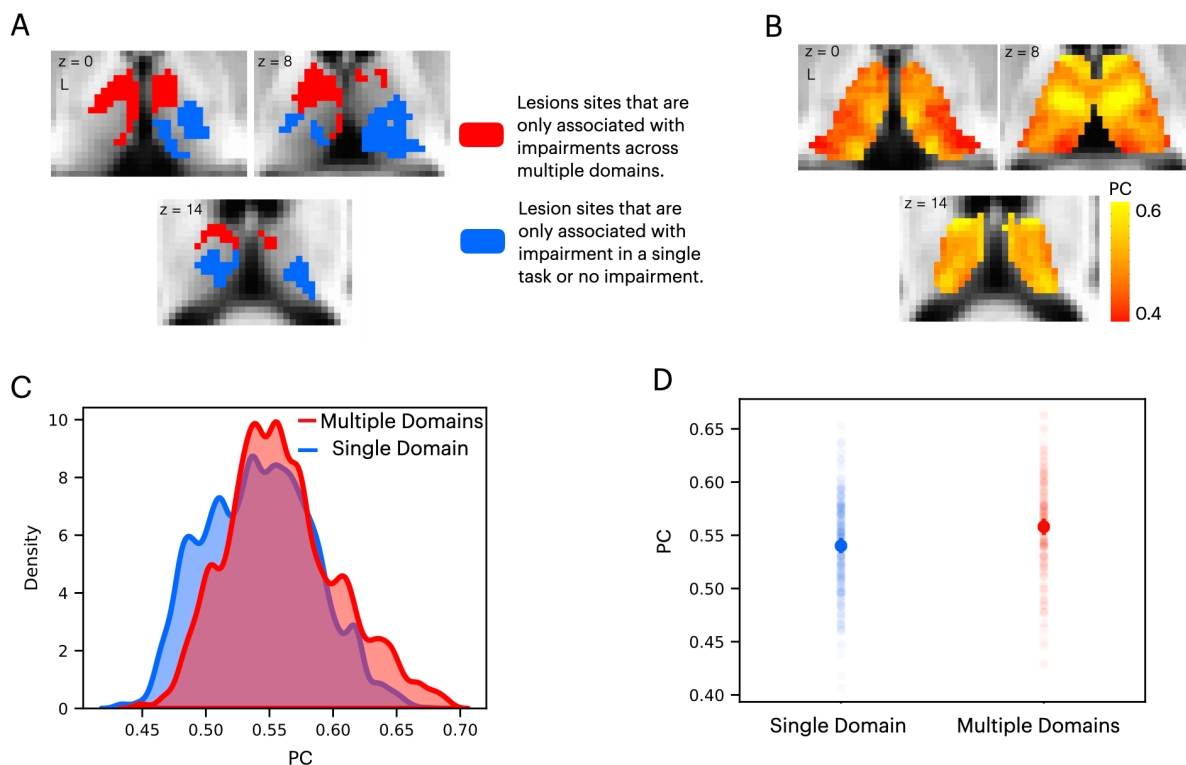 A
z = 0
L
z = 8
z = 14
Lesions sites that are
only associated with
impairments across
multiple domains.
Lesion sites that are
only associated with
impairment in a single
task or no impairment.
B
z = 0
L
z = 8
z = 14
PC
0.6
0.4
C
Multiple Domains
Single Domain
10
8
6
4
2
0
Density
0.45 0.50 0.55 0.60 0.65 0.70
PC
D
0.65
0.60
0.55
0.50
0.45
0.40
PC
Single Domain Multiple Domains